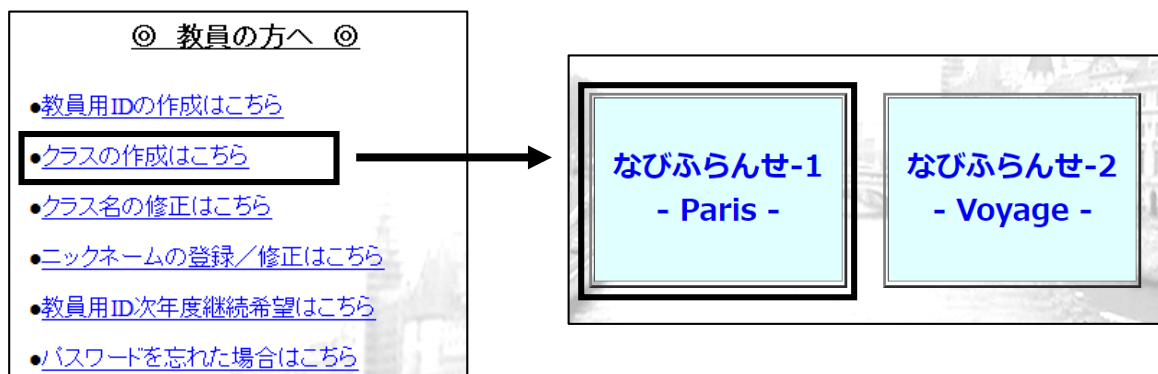 ◎ 教員の方へ ◎
●教員用IDの作成はこちら
●クラスの作成はこちら
●クラス名の修正はこちら
●ニックネームの登録／修正はこちら
●教員用ID次年度継続希望はこちら
●パスワードを忘れた場合はこちら
なびふらんせ-1
- Paris -
なびふらんせ-2
- Voyage -